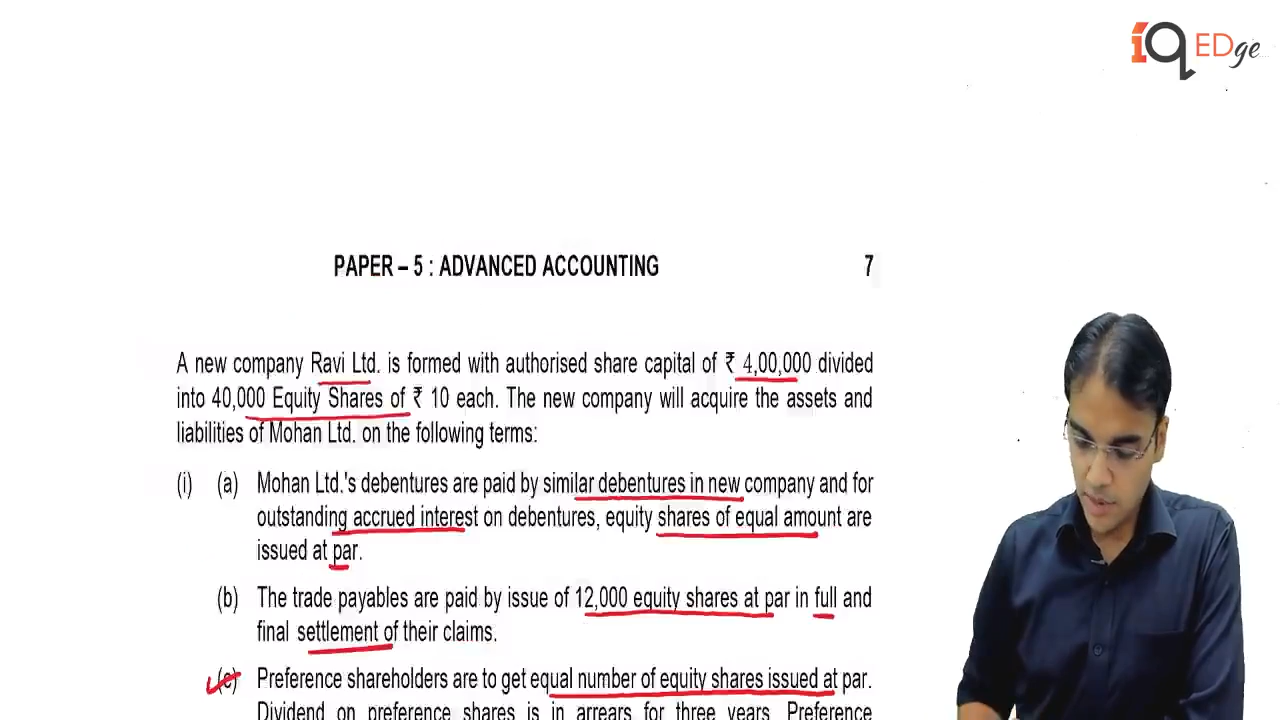 iQ EDge
PAPER – 5 : ADVANCED ACCOUNTING 7
A new company Ravi Ltd. is formed with authorised share capital of ₹ 4,00,000 divided
into 40,000 Equity Shares of ₹ 10 each. The new company will acquire the assets and
liabilities of Mohan Ltd. on the following terms:
(i) (a) Mohan Ltd.'s debentures are paid by similar debentures in new company and for
outstanding accrued interest on debentures, equity shares of equal amount are
issued at par.
(b) The trade payables are paid by issue of 12,000 equity shares at par in full and
final settlement of their claims.
(c) Preference shareholders are to get equal number of equity shares issued at par.
Dividend on preference shares is in arrears for three years. Preference